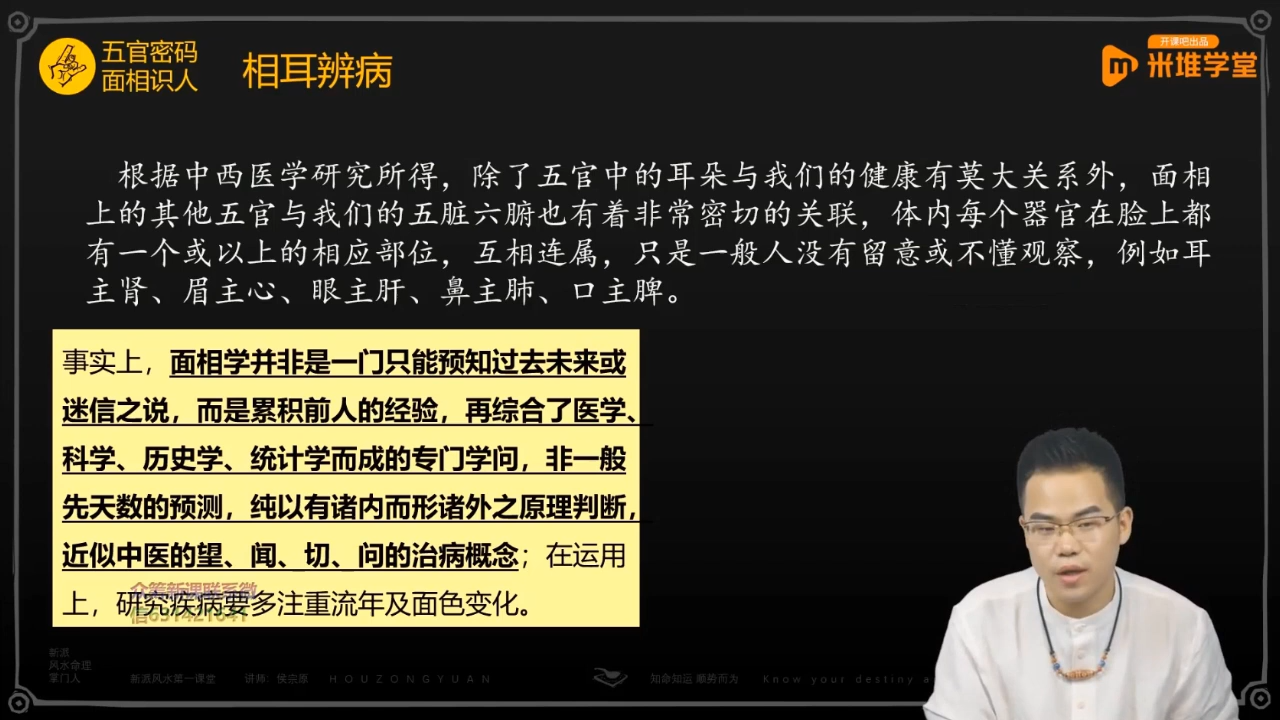 五官密码
面相识人
相耳辨病
开课吧出品
米堆学堂
根据中西医学研究所得，除了五官中的耳朵与我们的健康有莫大关系外，面相
上的其他五官与我们的五脏六腑也有着非常密切的关联，体内每个器官在脸上都
有一个或以上的相应部位，互相连属，只是一般人没有留意或不懂观察，例如耳
主肾、眉主心、眼主肝、鼻主肺、口主脾。
事实上，面相学并非是一门只能预知过去未来或
迷信之说，而是累积前人的经验，再综合了医学、
科学、历史学、统计学而成的专门学问，非一般
先天数的预测，纯以有诸内而形诸外之原理判断，
近似中医的望、闻、切、问的治病概念；在运用
上，研究疾病要多注重流年及面色变化。
众筹新课联系微
新派
风水命理
掌门人
新派风水第一课堂
讲师：侯宗原
HOUZONGYUAN
知命知运 顺势而为
Know your destiny